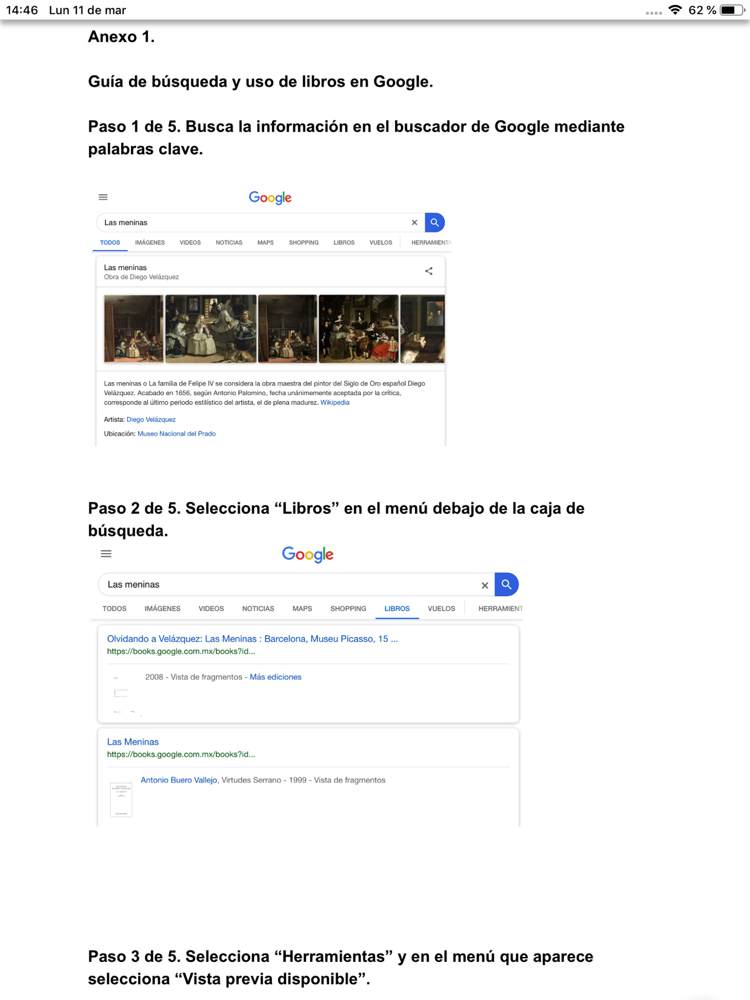 14:46 Lun 11 de mar 62 %
Anexo 1.
Guía de búsqueda y uso de libros en Google.
Paso 1 de 5. Busca la información en el buscador de Google mediante
palabras clave.
Google
Las meninas
TODOS IMÁGENES VIDEOS NOTICIAS MAPS SHOPPING LIBROS VUELOS HERRAMIENTA
Las meninas
Obra de Diego Velázquez
Las meninas o La familia de Felipe IV se considera la obra maestra del pintor del Siglo de Oro español Diego
Velázquez. Acabado en 1656, según Antonio Palomino, fecha unánimemente aceptada por la crítica,
corresponde al último periodo estilístico del artista, el de plena madurez. Wikipedia
Artista: Diego Velázquez
Ubicación: Museo Nacional del Prado
Paso 2 de 5. Selecciona “Libros” en el menú debajo de la caja de
búsqueda.
Google
Las meninas
TODOS IMÁGENES VIDEOS NOTICIAS MAPS SHOPPING LIBROS VUELOS HERRAMIENT
Olvidando a Velázquez: Las Meninas : Barcelona, Museu Picasso, 15 ...
https://books.google.com.mx/books?id...
2008 - Vista de fragmentos - Más ediciones
Las Meninas
https://books.google.com.mx/books?id...
Antonio Buero Vallejo, Virtudes Serrano - 1999 - Vista de fragmentos
Paso 3 de 5. Selecciona “Herramientas” y en el menú que aparece
selecciona “Vista previa disponible”.